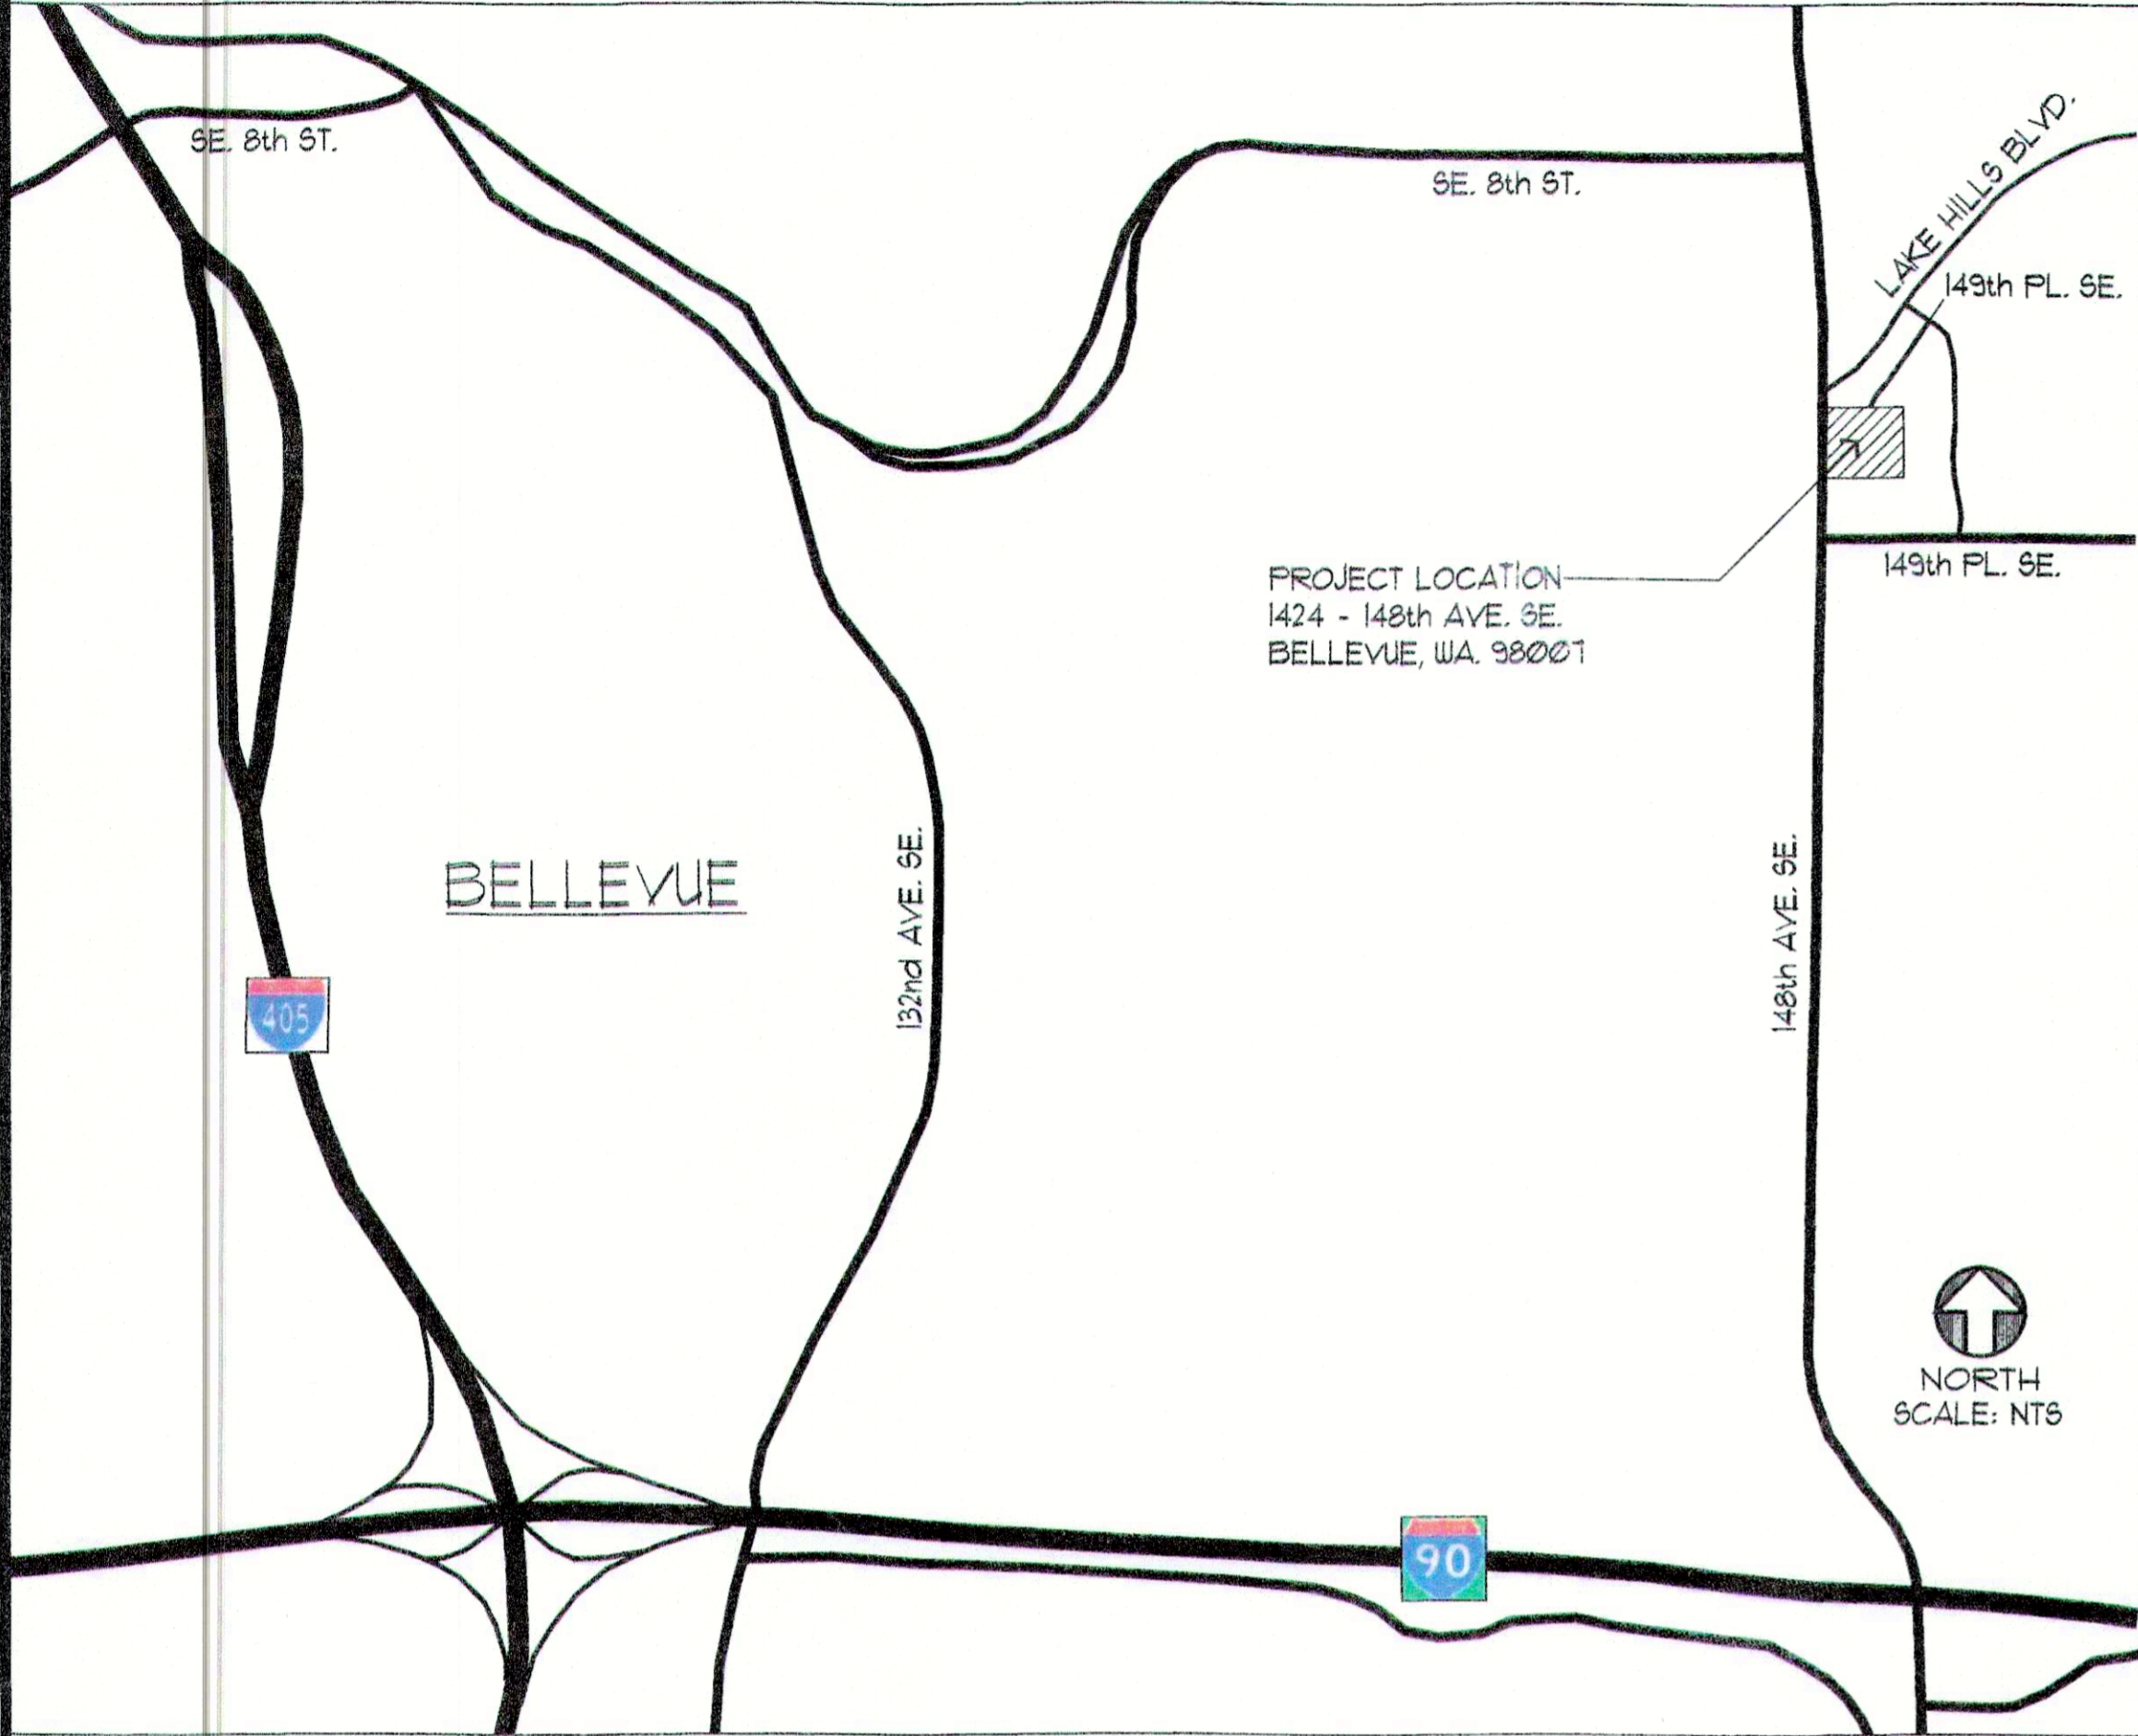 SE. 8th ST.
SE. 8th ST.
LAKE HILLS BLVD.
149th PL. SE.
149th PL. SE.
PROJECT LOCATION
1424 - 148th AVE. SE.
BELLEVUE, WA. 98007
BELLEVUE
132nd AVE. SE.
148th AVE. SE.
405
NORTH
SCALE: NTS
90